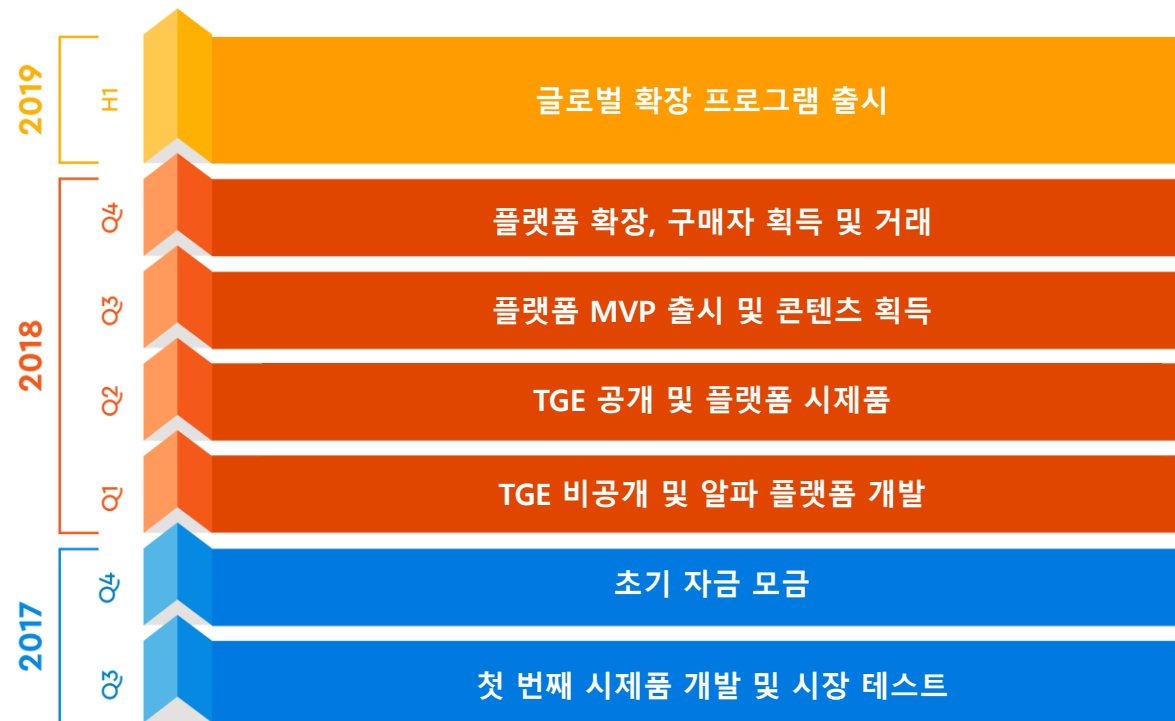 2019
H1
글로벌 확장 프로그램 출시
2018
Q4
플랫폼 확장, 구매자 획득 및 거래
Q3
플랫폼 MVP 출시 및 콘텐츠 획득
Q2
TGE 공개 및 플랫폼 시제품
Q1
TGE 비공개 및 알파 플랫폼 개발
2017
Q4
초기 자금 모금
Q3
첫 번째 시제품 개발 및 시장 테스트